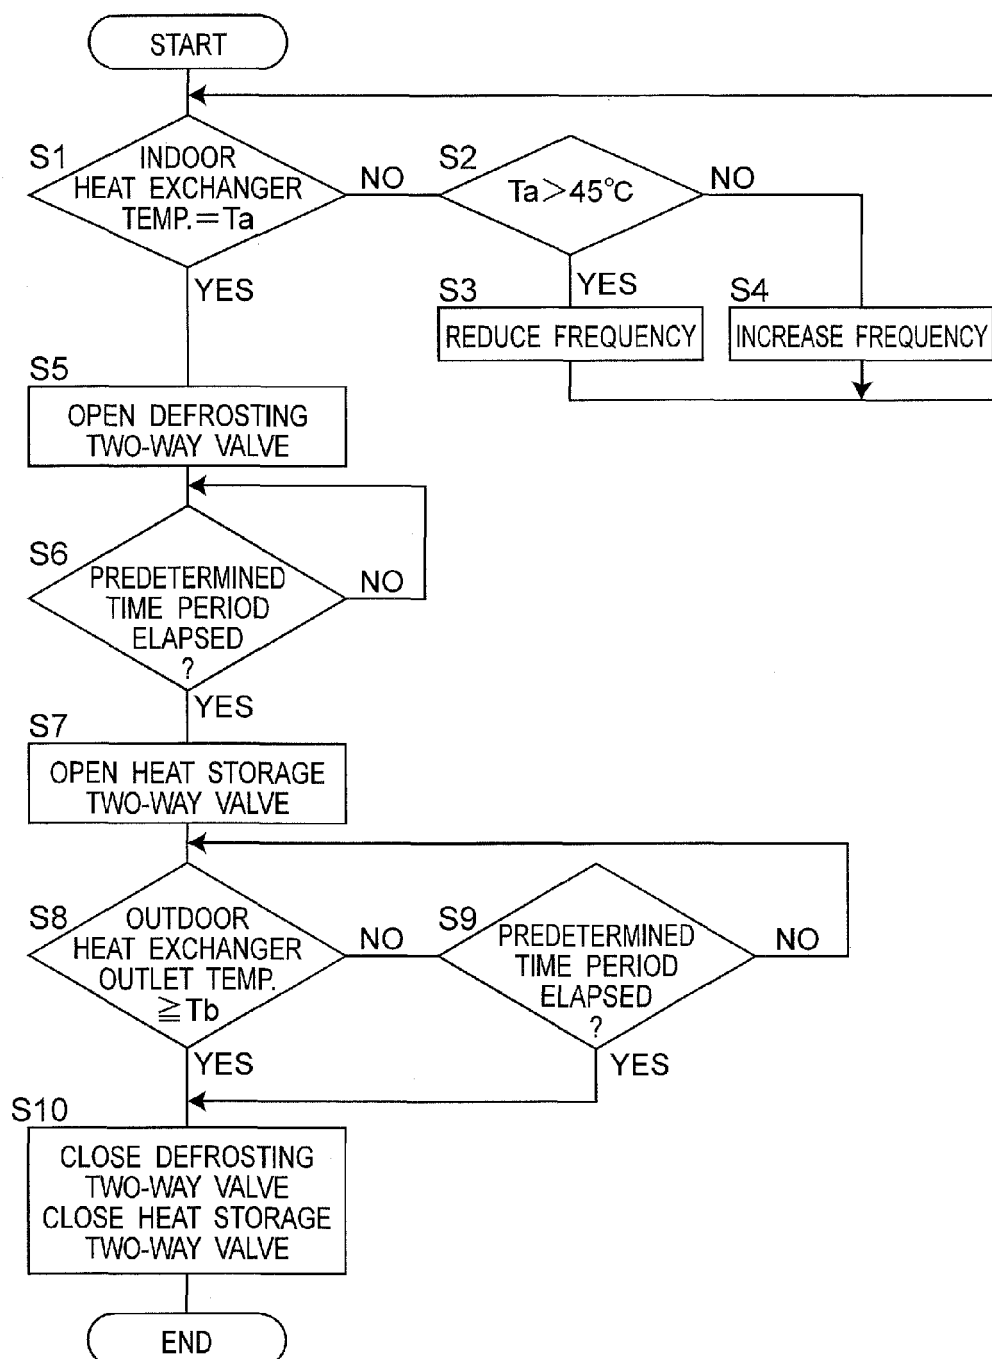 START
S1
INDOOR
HEAT EXCHANGER
TEMP.=Ta
NO
YES
S2
Ta>45℃
NO
YES
S3
REDUCE FREQUENCY
S4
INCREASE FREQUENCY
S5
OPEN DEFROSTING
TWO-WAY VALVE
S6
PREDETERMINED
TIME PERIOD
ELAPSED
?
NO
YES
S7
OPEN HEAT STORAGE
TWO-WAY VALVE
S8
OUTDOOR
HEAT EXCHANGER
OUTLET TEMP.
≧Tb
NO
YES
S9
PREDETERMINED
TIME PERIOD
ELAPSED
?
NO
YES
S10
CLOSE DEFROSTING
TWO-WAY VALVE
CLOSE HEAT STORAGE
TWO-WAY VALVE
END